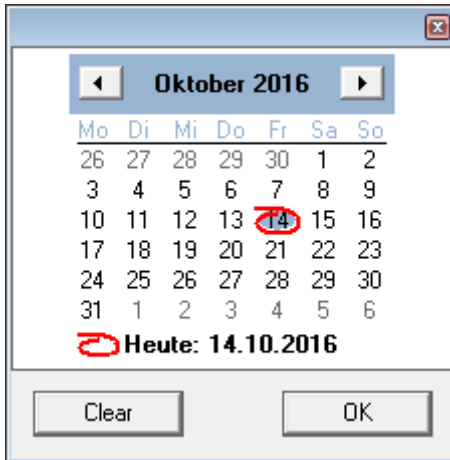 Oktober 2016
Mo Di Mi Do Fr Sa So
26 27 28 29 30 1 2
3 4 5 6 7 8 9
10 11 12 13 14 15 16
17 18 19 20 21 22 23
24 25 26 27 28 29 30
31 1 2 3 4 5 6
Heute: 14.10.2016
Clear OK